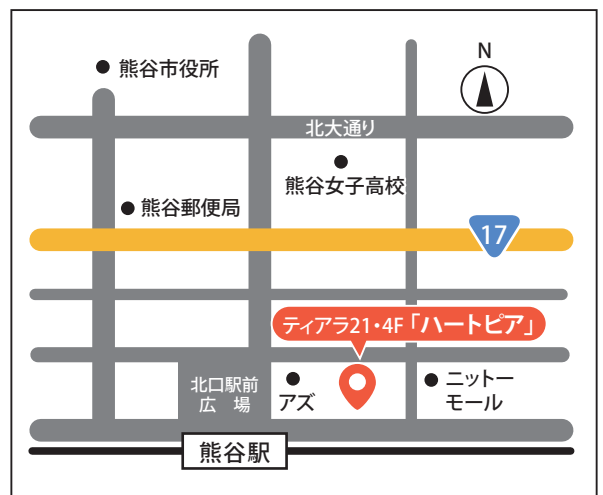 熊谷市役所
N
北大通り
熊谷女子高校
熊谷郵便局
17
ティアラ21・4F「ハートピア」
北口駅前
広　場
アズ
ニットー
モール
熊谷駅